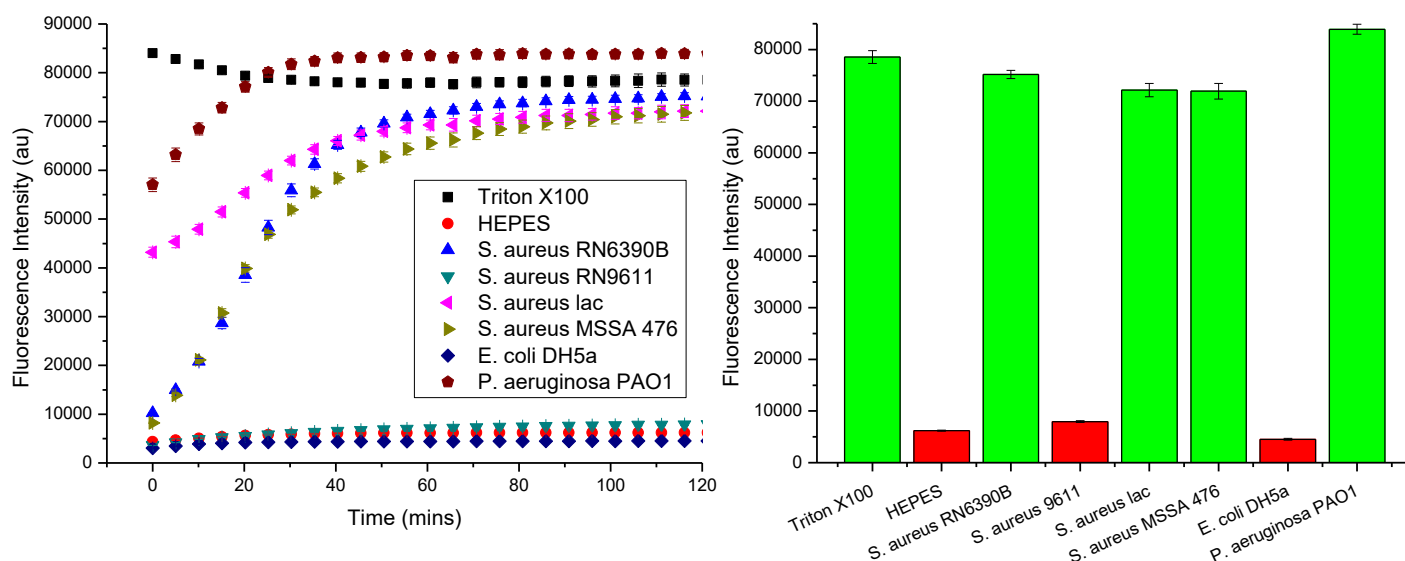 90000
80000
70000
60000
50000
40000
30000
20000
10000
0
Fluorescence Intensity (au)
0 20 40 60 80 100 120
Time (mins)
Triton X100
HEPES
S. aureus RN6390B
S. aureus RN9611
S. aureus lac
S. aureus MSSA 476
E. coli DH5a
P. aeruginosa PAO1
80000
70000
60000
50000
40000
30000
20000
10000
0
Fluorescence Intensity (au)
Triton X100
HEPES
S. aureus RN6390B
S. aureus 9611
S. aureus lac
S. aureus MSSA 476
E. coli DH5a
P. aeruginosa PAO1